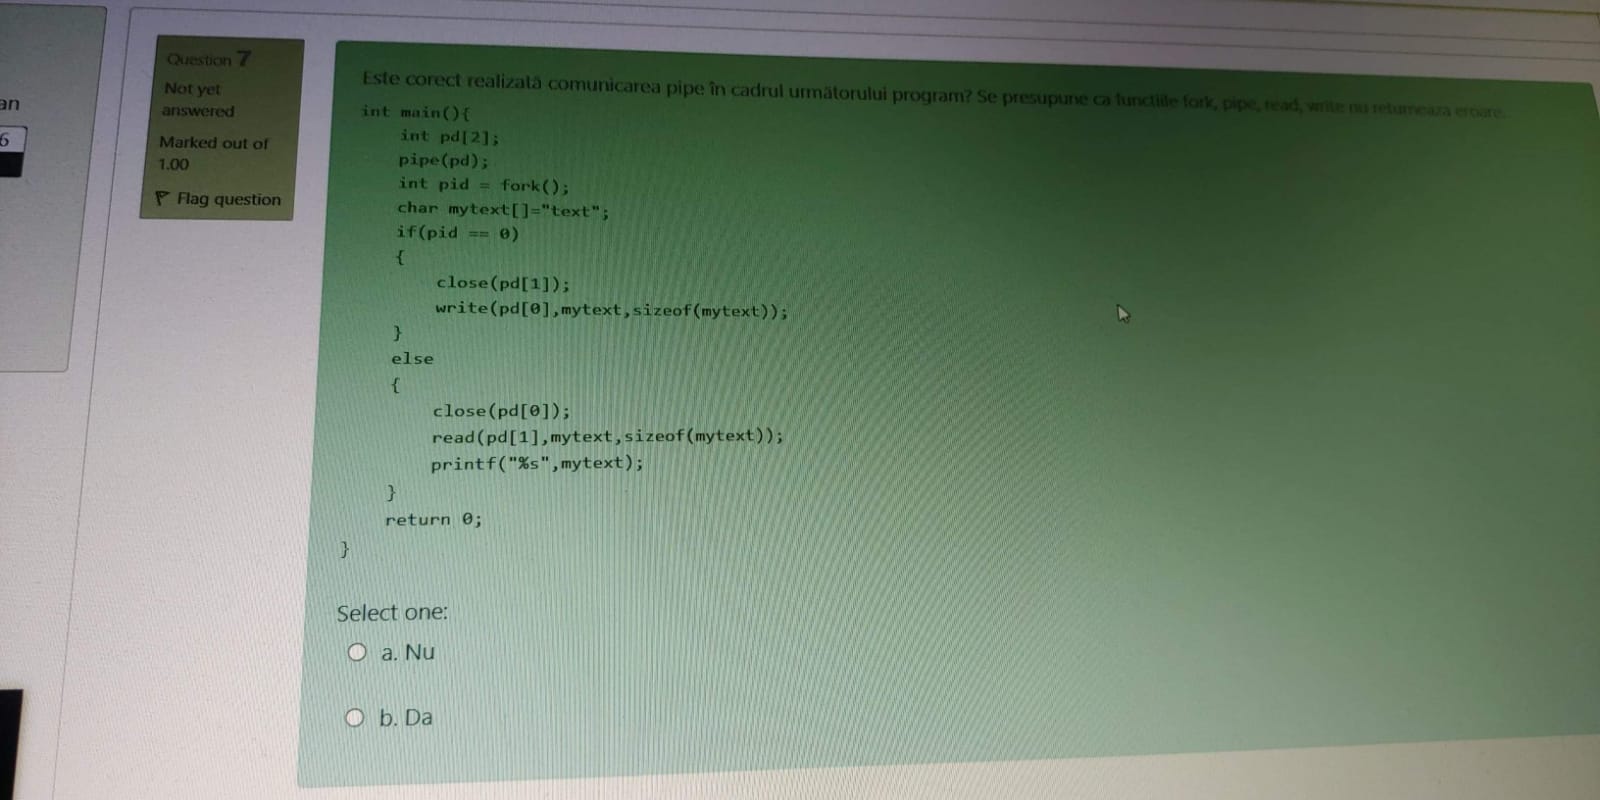 an
6
Question 7
Not yet
answered
Marked out of
1.00
Flag question
Este corect realizată comunicarea pipe în cadrul următorului program? Se presupune ca functiile fork, pipe, read, write nu returneaza eroare.
int main(){
int pd[2];
pipe(pd);
int pid = fork();
char mytext[]="text";
if(pid == 0)
{
close(pd[1]);
write(pd[0],mytext,sizeof(mytext));
}
else
{
close(pd[0]);
read(pd[1],mytext,sizeof(mytext));
printf("%s",mytext);
}
return 0;
}
Select one:
a. Nu
b. Da